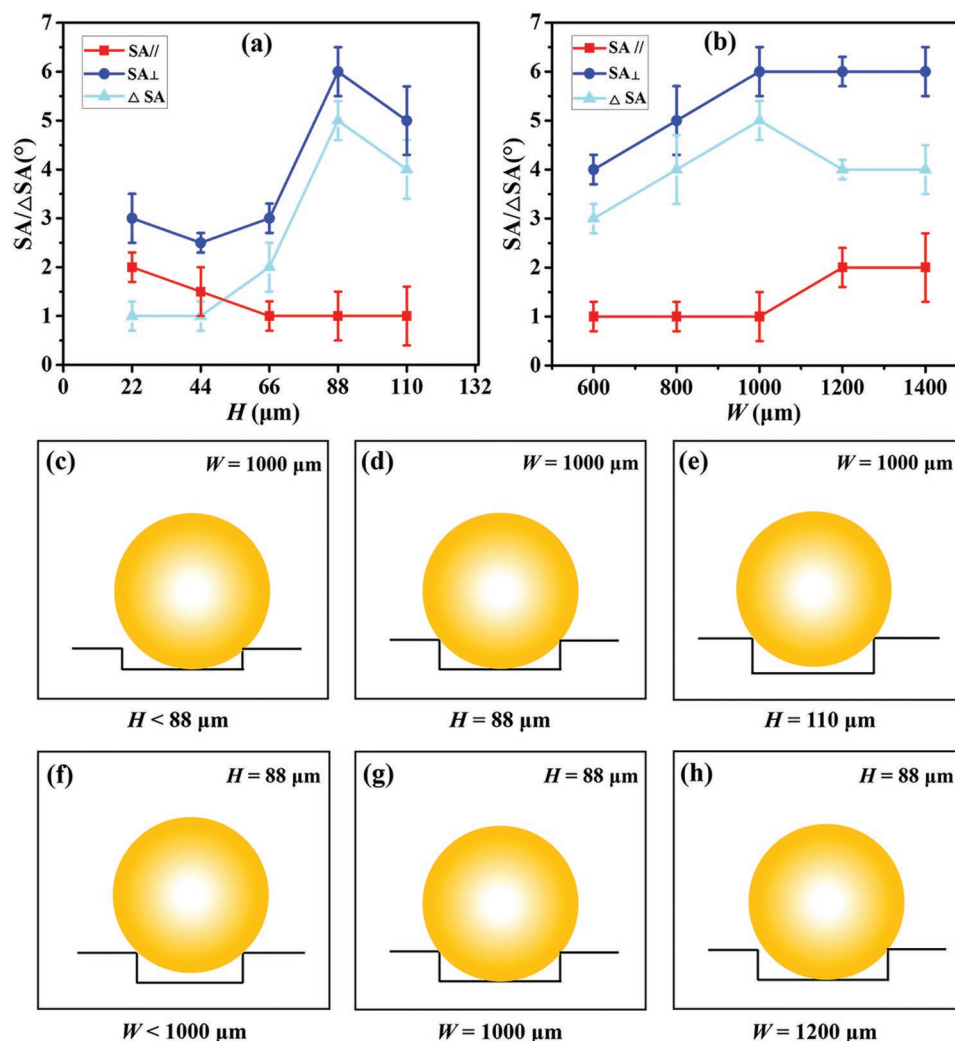 (a)
SA//
SA⊥
△ SA
SA/△SA(°)
7
6
5
4
3
2
1
0
0 22 44 66 88 110 132
H (μm)
(b)
SA //
SA⊥
△ SA
SA/△SA(°)
7
6
5
4
3
2
1
0
600 800 1000 1200 1400
W (μm)
(c) W = 1000 μm
H < 88 μm
(d) W = 1000 μm
H = 88 μm
(e) W = 1000 μm
H = 110 μm
(f) H = 88 μm
W < 1000 μm
(g) H = 88 μm
W = 1000 μm
(h) H = 88 μm
W = 1200 μm